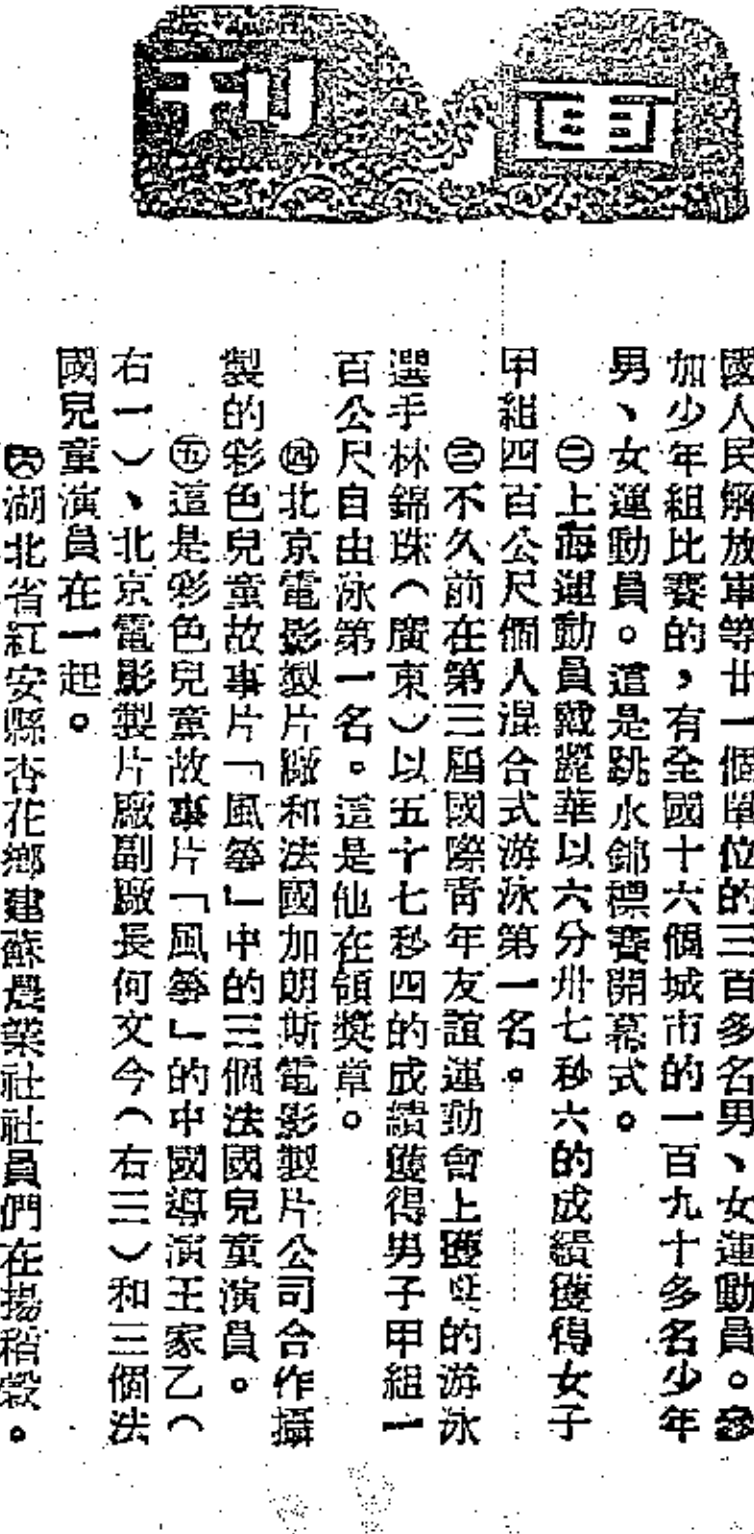 畫刊
國人民解放軍等廿一個單位的三百多名男、女運動員。參
加少年組比賽的，有全國十六個城市的一百九十多名少年
男、女運動員。這是跳水錦標賽開幕式。
㊁上海運動員戴麗華以六分卅七秒六的成績獲得女子
甲組四百公尺個人混合式游泳第一名。
㊂不久前在第三屆國際青年友誼運動會上獲得的游泳
選手林錦珠（廣東）以五十七秒四的成績獲得男子甲組一
百公尺自由泳第一名。這是他在領獎章。
㊃北京電影製片廠和法國加朗斯電影製片公司合作攝
製的彩色兒童故事片「風箏」中的三個法國兒童演員。
㊄這是彩色兒童故事片「風箏」的中國導演王家乙（
右一）、北京電影製片廠副廠長何文今（右三）和三個法
國兒童演員在一起。
㊅湖北省紅安縣杏花鄉建蘇農業社社員們在揚稻穀。